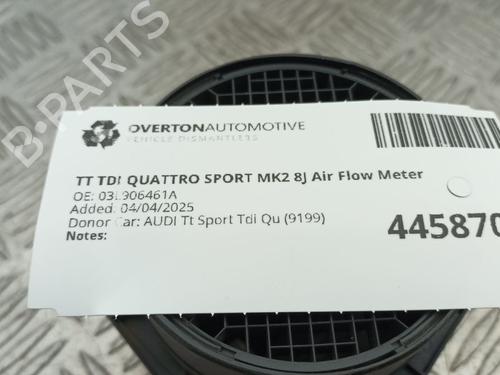 B-PARTS
OVERTONAUTOMOTIVE
VEHICLE DISMANTLERS
TT TDI QUATTRO SPORT MK2 8J Air Flow Meter
OE: 03L906461A
Added: 04/04/2025
Donor Car: AUDI Tt Sport Tdi Qu (9199)
Notes:
445870